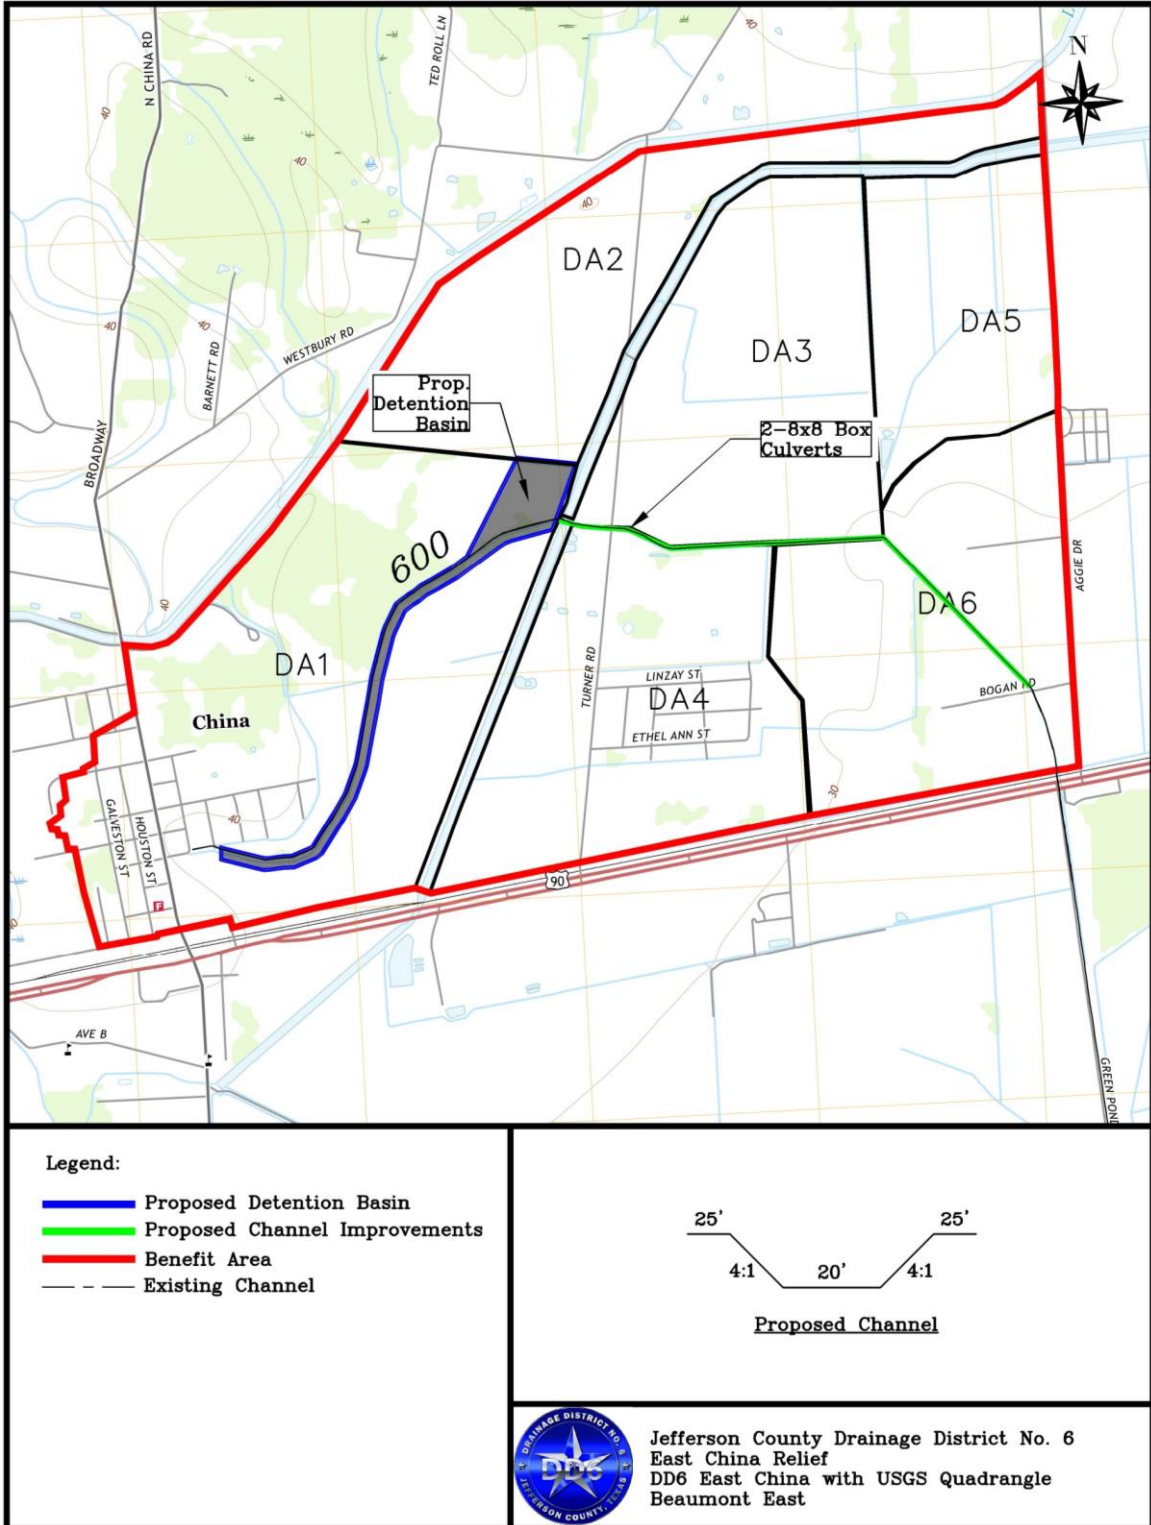 N
N CHINA RD
TED ROLL LN
40
40
40
40
40
40
DA2
DA5
DA3
WESTBURY RD
BARNETT RD
BROADWAY
Prop.
Detention
Basin
2-8x8 Box
Culverts
600
AGGIE DR
40
DA6
DA1
TURNER RD
LINZAY ST
DA4
BOGAN RD
China
ETHEL ANN ST
GALVESTON ST
HOUSTON ST
40
30
90
F
AVE B
GREEN POND
Legend:
Proposed Detention Basin
Proposed Channel Improvements
Benefit Area
Existing Channel
25' 25'
4:1 20' 4:1
Proposed Channel
DRAINAGE DISTRICT NO. 6
DD6
JEFFERSON COUNTY, TEXAS
Jefferson County Drainage District No. 6
East China Relief
DD6 East China with USGS Quadrangle
Beaumont East